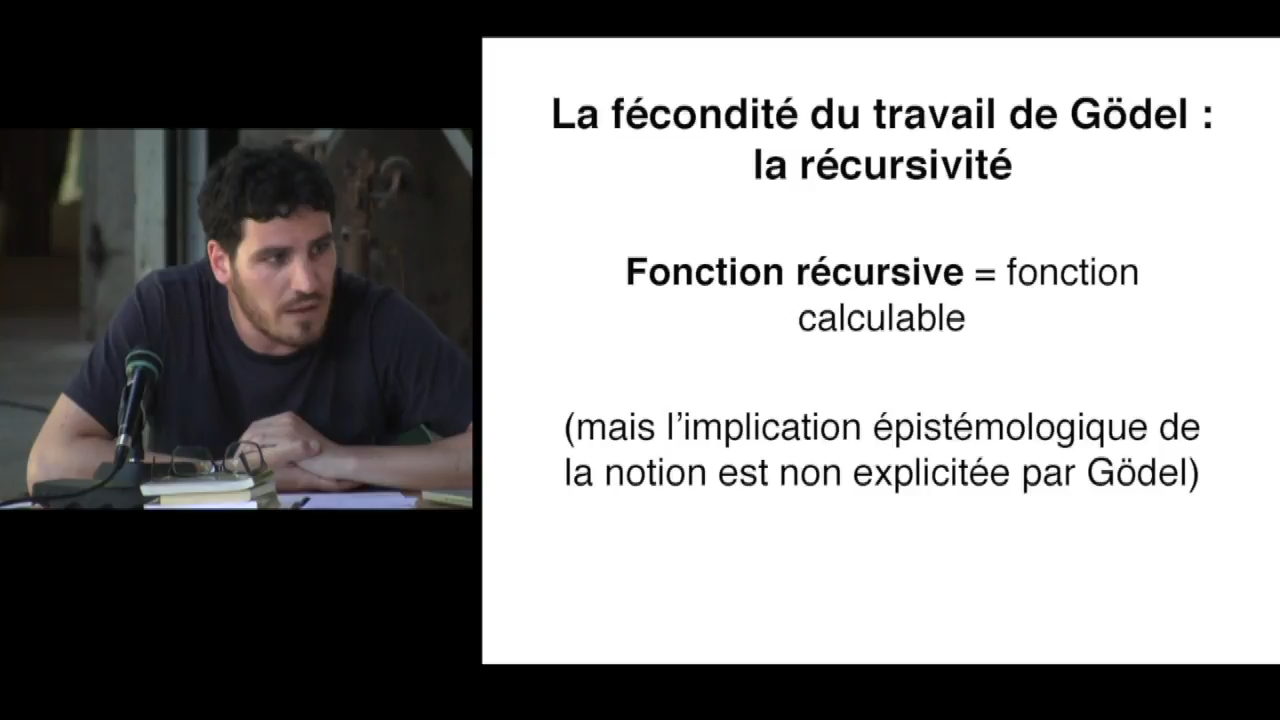 La fécondité du travail de Gödel :
la récursivité
Fonction récursive = fonction
calculable
(mais l’implication épistémologique de
la notion est non explicitée par Gödel)